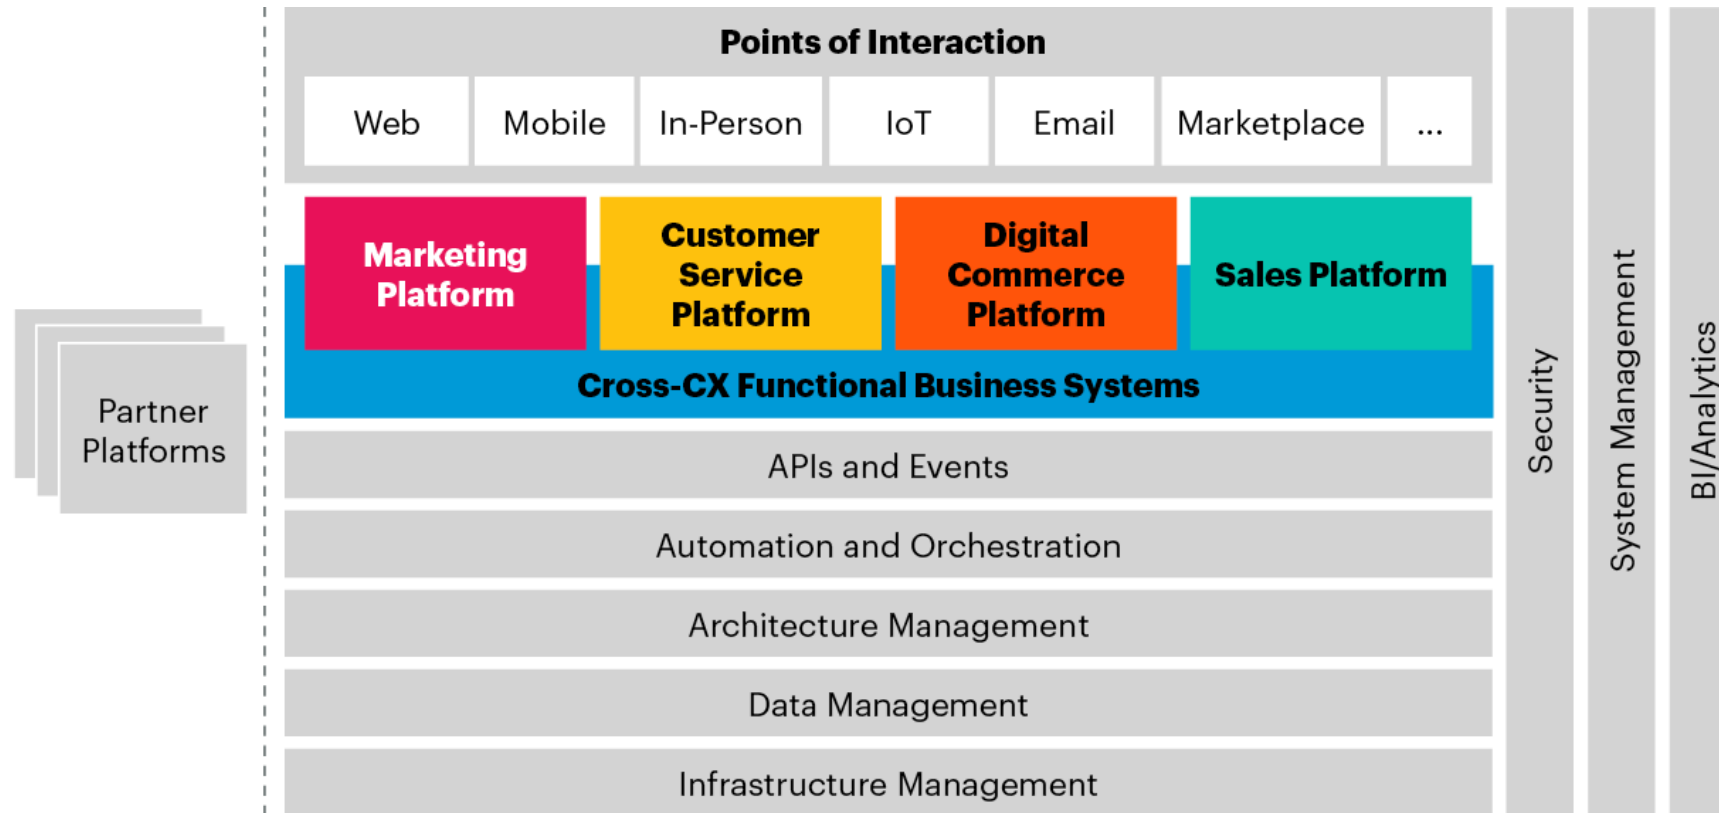 Points of Interaction
Web
Mobile
In-Person
IoT
Email
Marketplace
...
Marketing
Platform
Customer
Service
Platform
Digital
Commerce
Platform
Sales Platform
Cross-CX Functional Business Systems
Partner
Platforms
APIs and Events
Automation and Orchestration
Architecture Management
Data Management
Infrastructure Management
Security
System Management
BI/Analytics